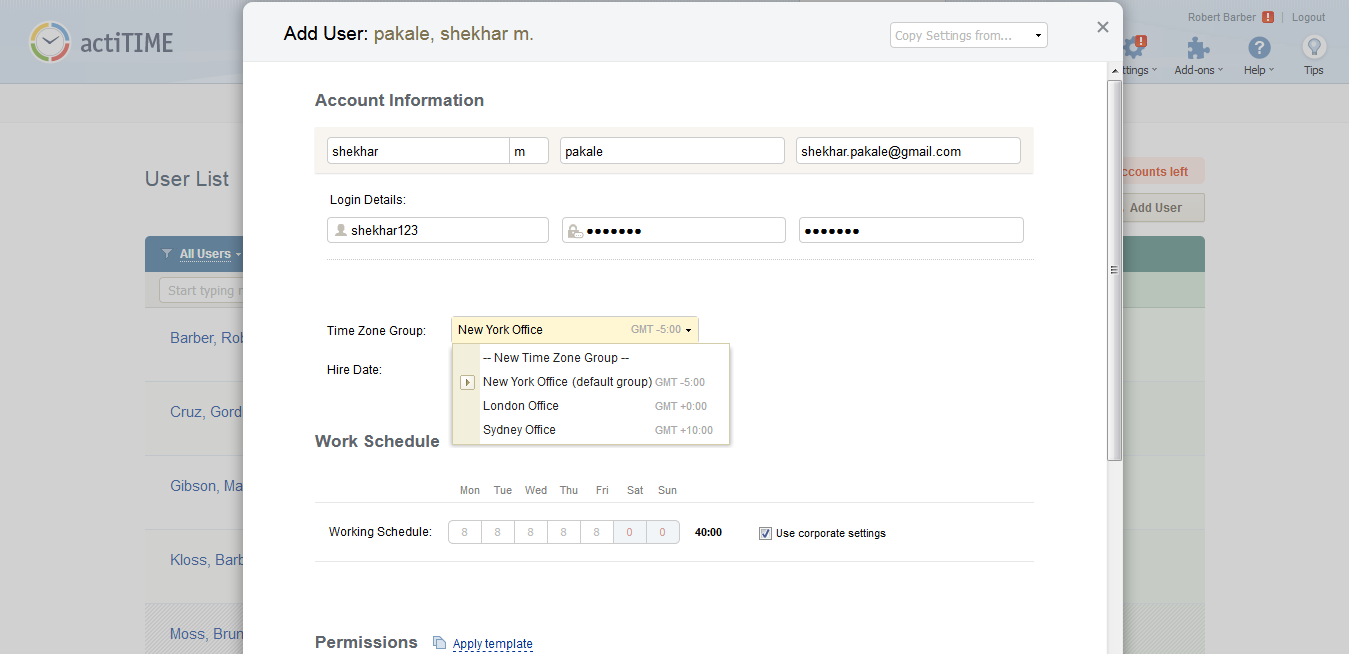 Robert Barber ! | Logout
actiTIME
Add User: pakale, shekhar m.
Copy Settings from...
ttings
Add-ons
Help
Tips
Account Information
shekhar m pakale shekhar.pakale@gmail.com
User List
ccounts left
Login Details:
Add User
shekhar123 ••••••• •••••••
All Users
Start typing
Barber, Rob
Time Zone Group: New York Office GMT -5:00
-- New Time Zone Group --
Hire Date:
New York Office (default group) GMT -5:00
London Office GMT +0:00
Cruz, Gord
Sydney Office GMT +10:00
Work Schedule
Gibson, Ma
Mon Tue Wed Thu Fri Sat Sun
Working Schedule: 8 8 8 8 8 0 0 40:00 Use corporate settings
Kloss, Barb
Moss, Brun
Permissions Apply template